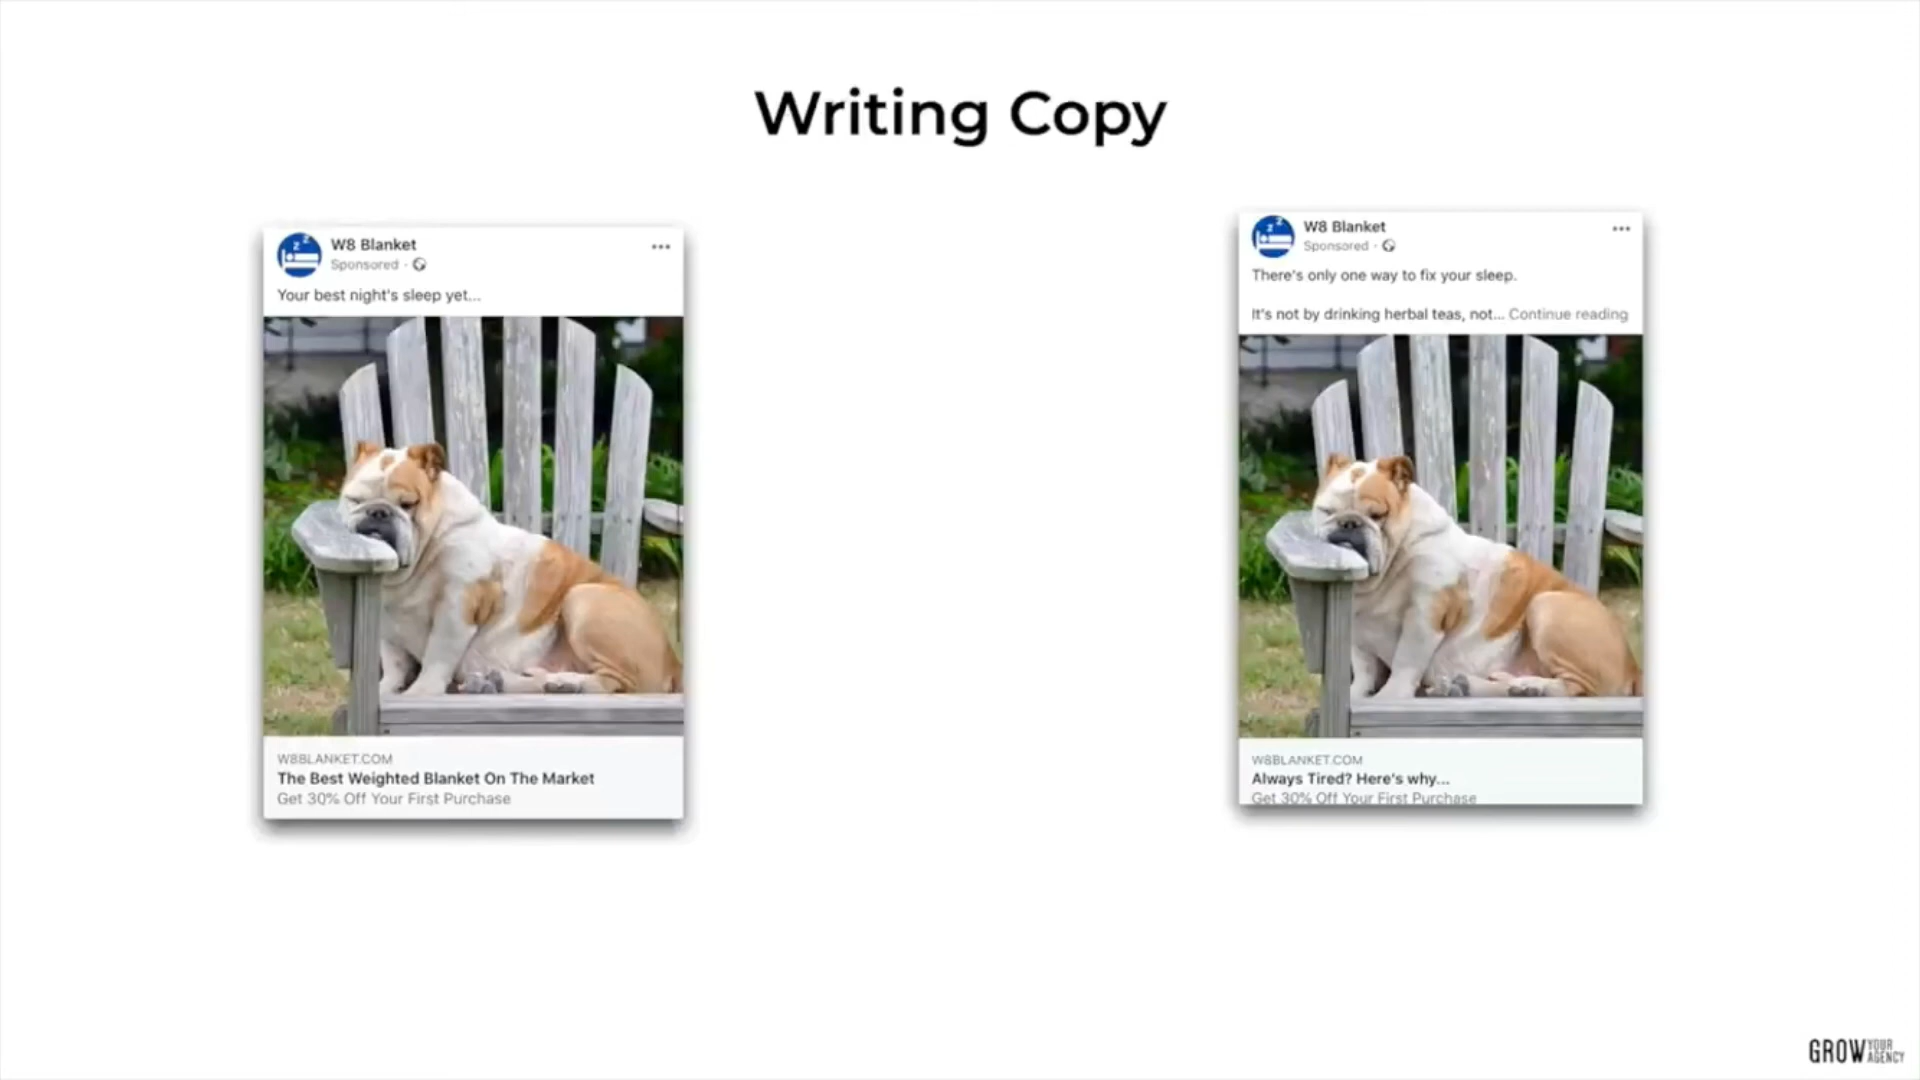 Writing Copy
W8 Blanket
Sponsored ·
Your best night's sleep yet...
W8BLANKET.COM
The Best Weighted Blanket On The Market
Get 30% Off Your First Purchase
W8 Blanket
Sponsored ·
There's only one way to fix your sleep.
It's not by drinking herbal teas, not... Continue reading
W8BLANKET.COM
Always Tired? Here's why...
Get 30% Off Your First Purchase
GROW YOUR AGENCY